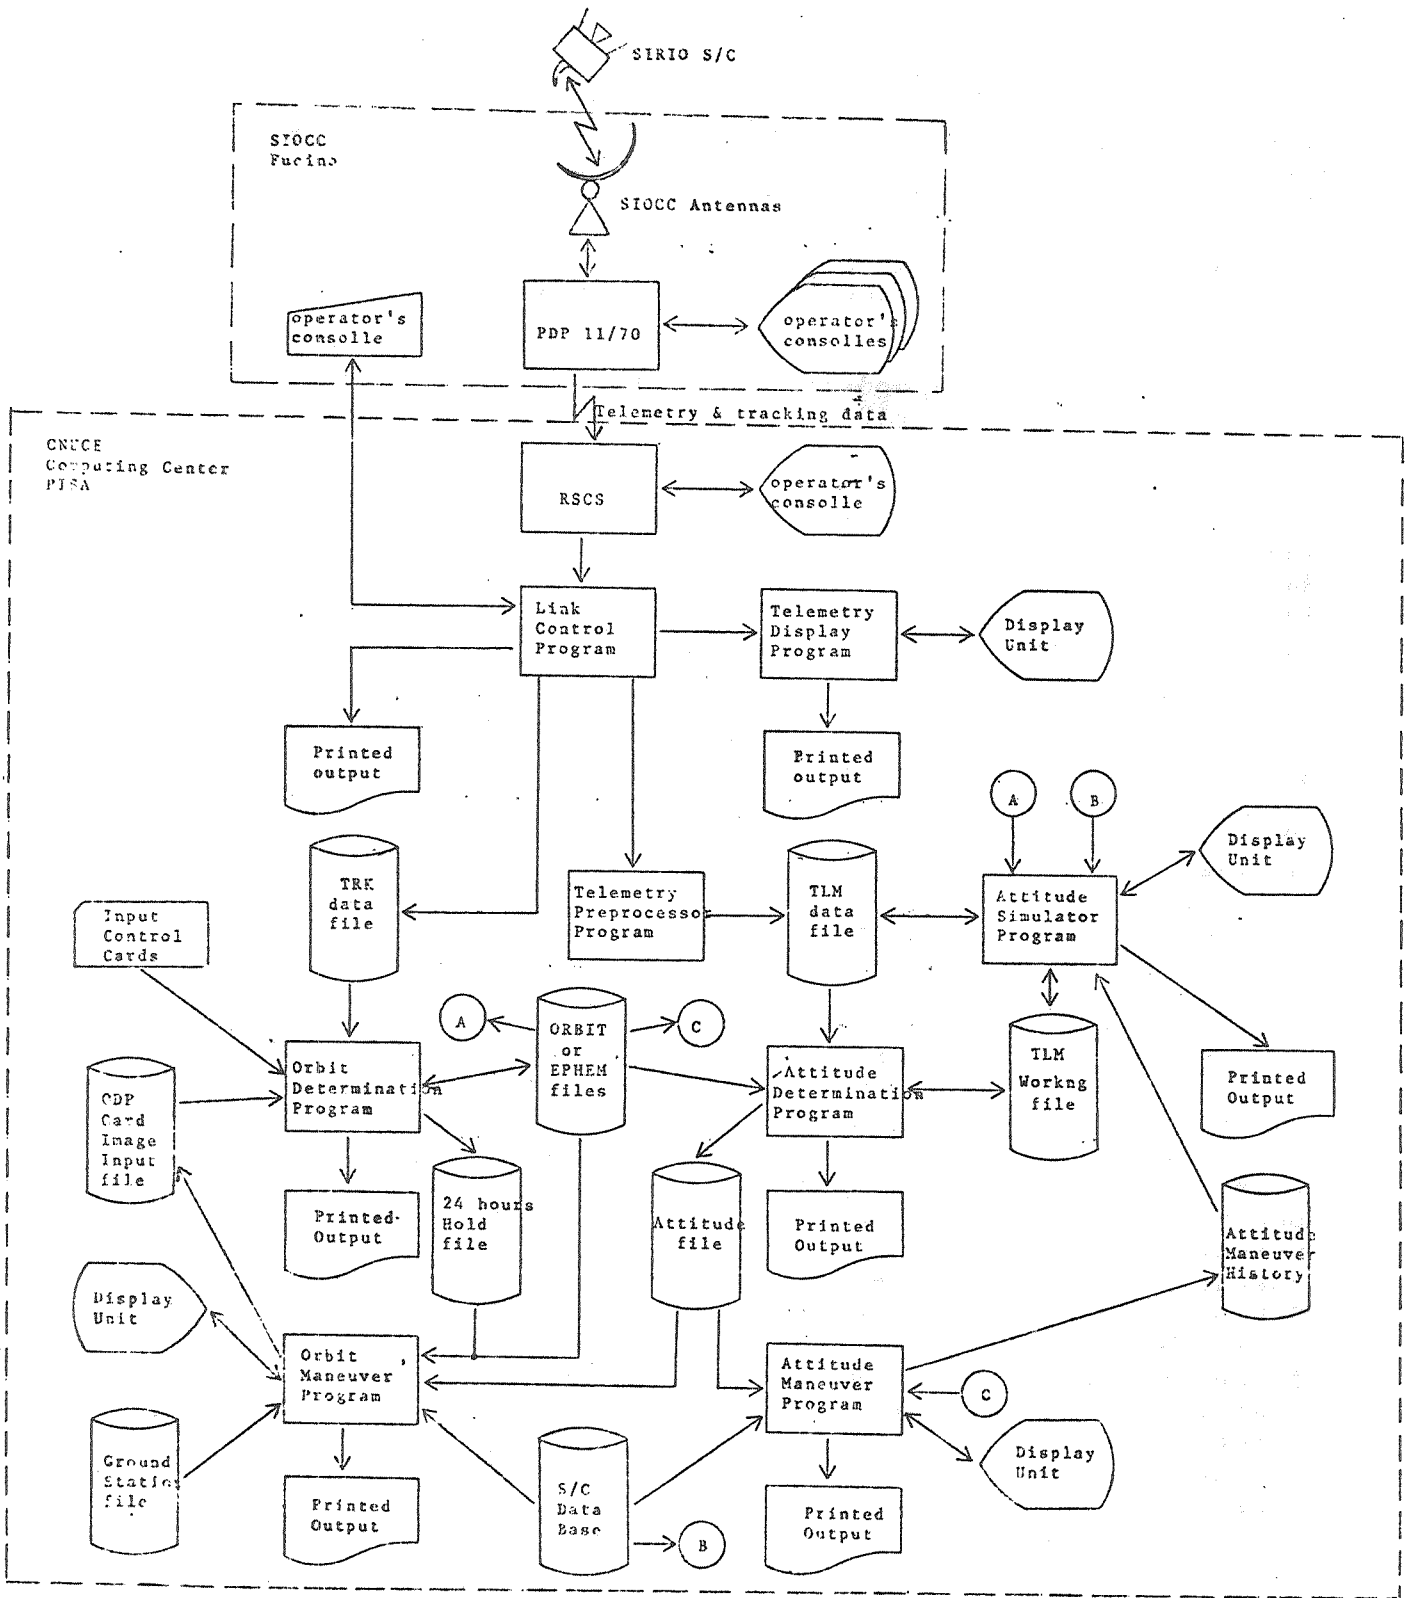 SIRIO S/C
SIOCC
Fucino
SIOCC Antennas
operator's
consolle
PDP 11/70
operator's
consolles
Telemetry & tracking data
CNUCE
Computing Center
PISA
RSCS
operator's
consolle
Link
Control
Program
Telemetry
Display
Program
Display
Unit
Printed
output
Printed
output
A
B
Display
Unit
TRK
data
file
Telemetry
Preprocessor
Program
TLM
data
file
Attitude
Simulator
Program
Input
Control
Cards
A
ORBIT
or
EPHEM
files
C
ODP
Card
Image
Input
file
Orbit
Determination
Program
Attitude
Determination
Program
TLM
Workng
file
Printed
Output
Printed
Output
24 hours
Hold
file
Attitude
file
Printed
Output
Attitude
Maneuver
History
Display
Unit
Orbit
Maneuver
Program
Attitude
Maneuver
Program
C
Ground
Station
file
Printed
Output
S/C
Data
Base
B
Printed
Output
Display
Unit